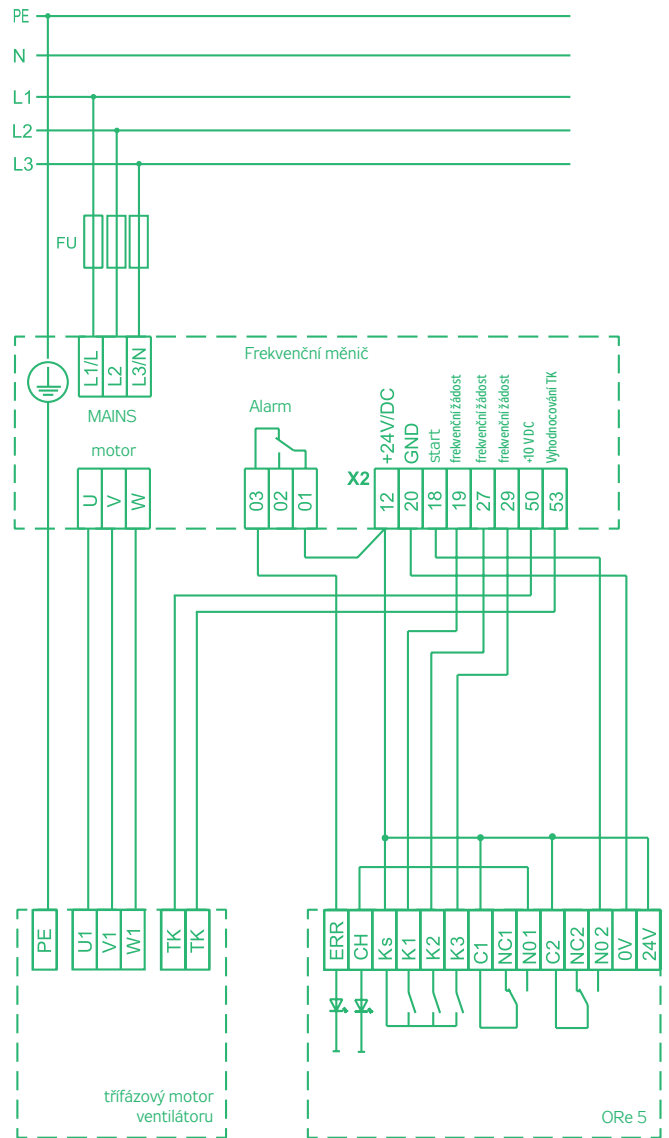 PE
N
L1
L2
L3
FU
Frekvenční měnič
L1/L
L2
L3/N
MAINS
motor
Alarm
+24V/DC
GND
start
frekvenční žádost
frekvenční žádost
frekvenční žádost
+10 V DC
Vyhodnocování TK
X2
U
V
W
03
02
01
12
20
18
19
27
29
50
53
PE
U1
V1
W1
TK
TK
ERR
CH
Ks
K1
K2
K3
C1
NC1
N0 1
C2
NC2
N0 2
0V
24V
třífázový motor
ventilátoru
ORe 5